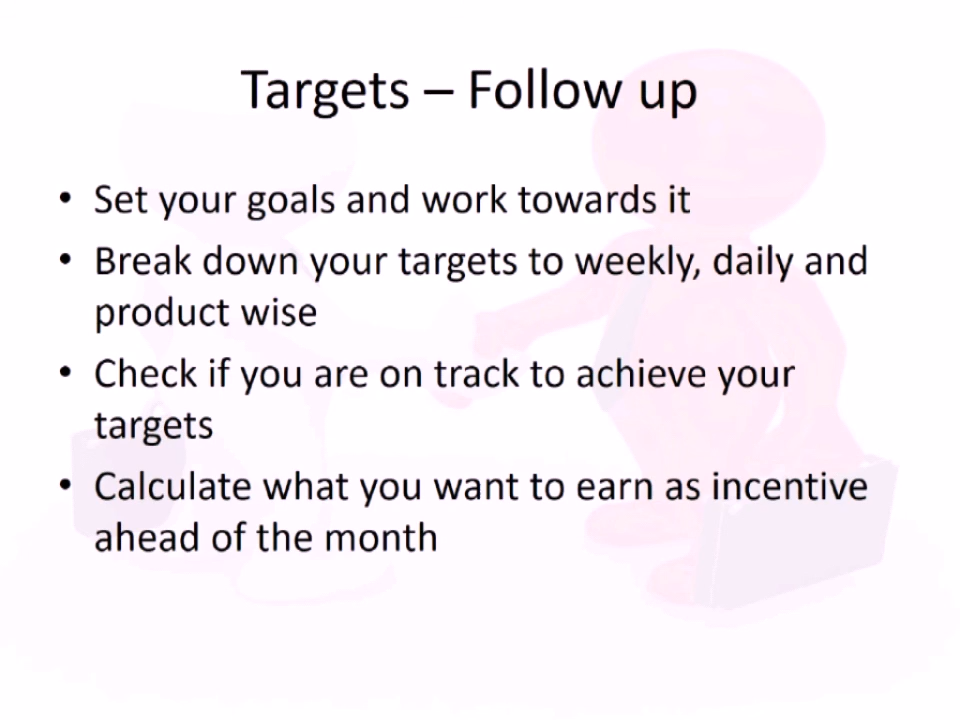 Targets – Follow up
• Set your goals and work towards it
• Break down your targets to weekly, daily and
product wise
• Check if you are on track to achieve your
targets
• Calculate what you want to earn as incentive
ahead of the month